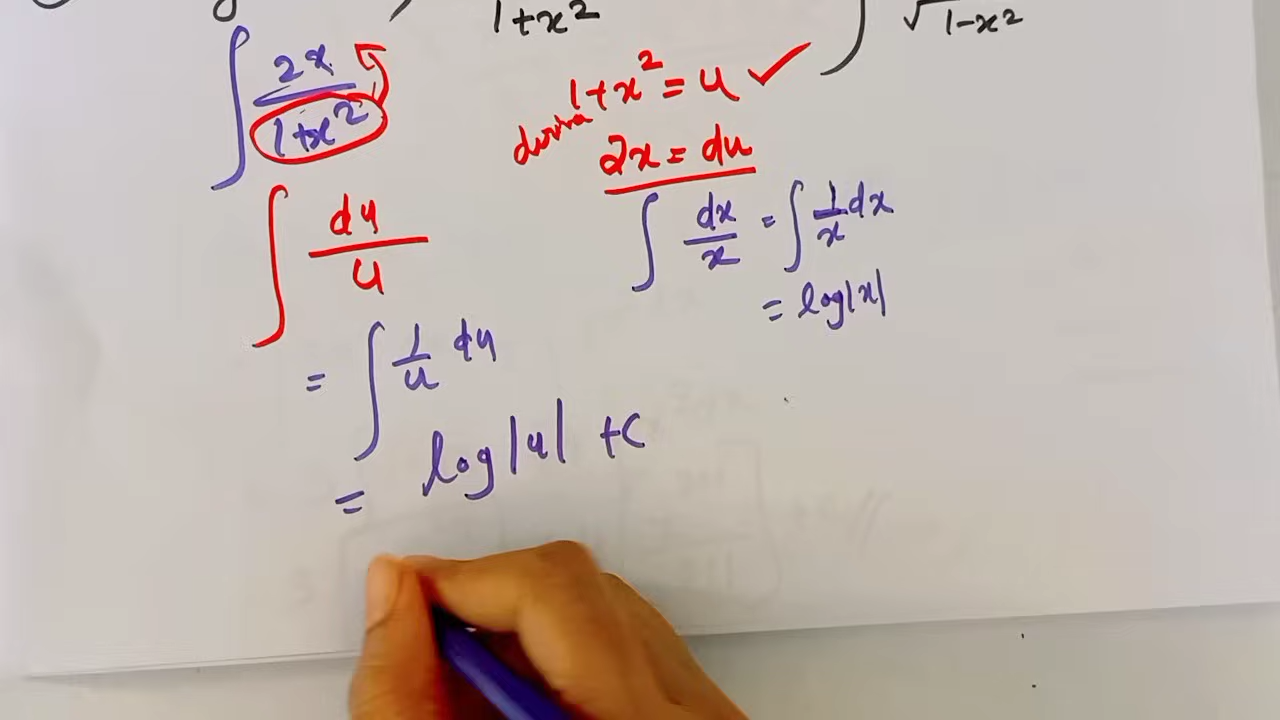 1+x²
√1-x²
∫ 2x / 1+x²
1+x² = u ✓
2x = du
∫ du / u
∫ dx/x = ∫ 1/x dx
= log|x|
= ∫ 1/u du
= log|u| +c